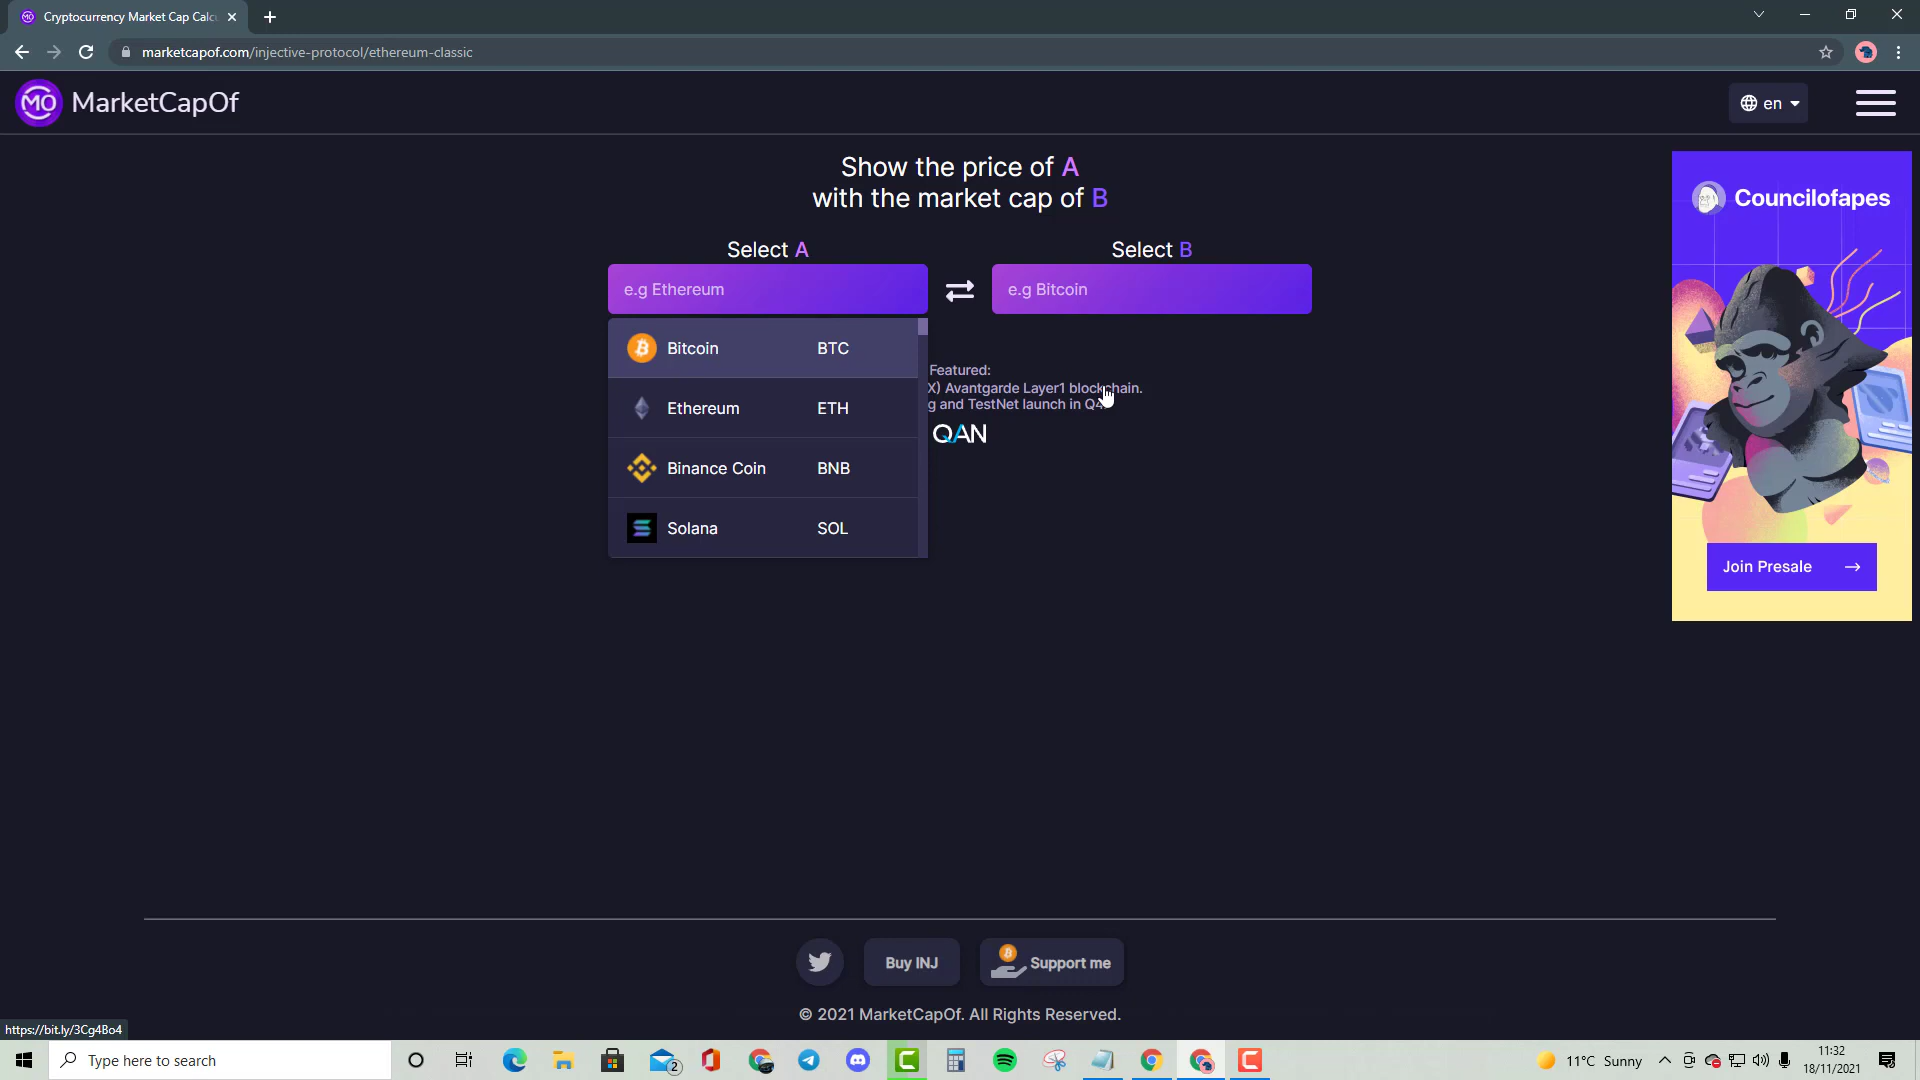 Cryptocurrency Market Cap Calc
marketcapof.com/injective-protocol/ethereum-classic
MO
MarketCapOf
en
Show the price of A
with the market cap of B
Select A
Select B
e.g Ethereum
e.g Bitcoin
Bitcoin BTC
Ethereum ETH
Binance Coin BNB
Solana SOL
Featured:
X) Avantgarde Layer1 blockchain.
g and TestNet launch in Q4
QAN
Councilofapes
Join Presale
Buy INJ
Support me
© 2021 MarketCapOf. All Rights Reserved.
https://bit.ly/3Cg4Bo4
Type here to search
2
11°C Sunny
11:32
18/11/2021